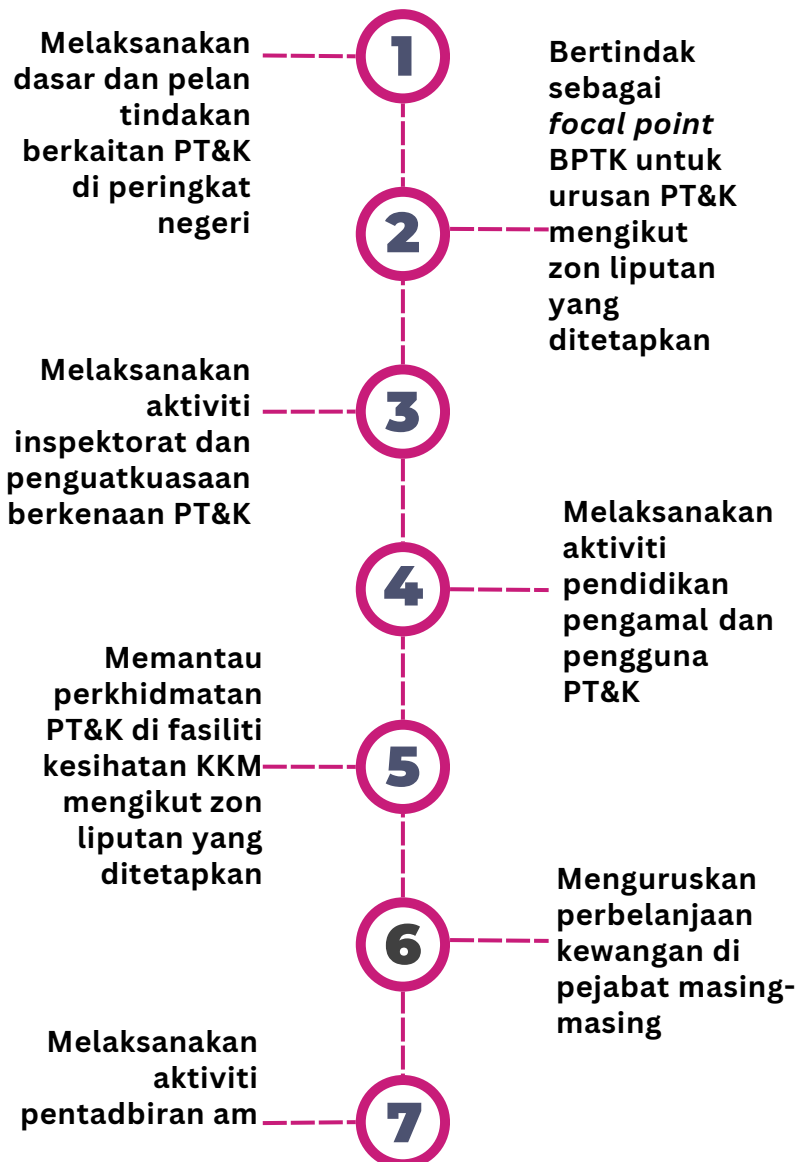 1
Melaksanakan
dasar dan pelan
tindakan
berkaitan PT&K
di peringkat
negeri
2
Bertindak
sebagai
focal point
BPTK untuk
urusan PT&K
mengikut
zon liputan
yang
ditetapkan
3
Melaksanakan
aktiviti
inspektorat dan
penguatkuasaan
berkenaan PT&K
4
Melaksanakan
aktiviti
pendidikan
pengamal dan
pengguna
PT&K
5
Memantau
perkhidmatan
PT&K di fasiliti
kesihatan KKM
mengikut zon
liputan yang
ditetapkan
6
Menguruskan
perbelanjaan
kewangan di
pejabat masing-
masing
7
Melaksanakan
aktiviti
pentadbiran am